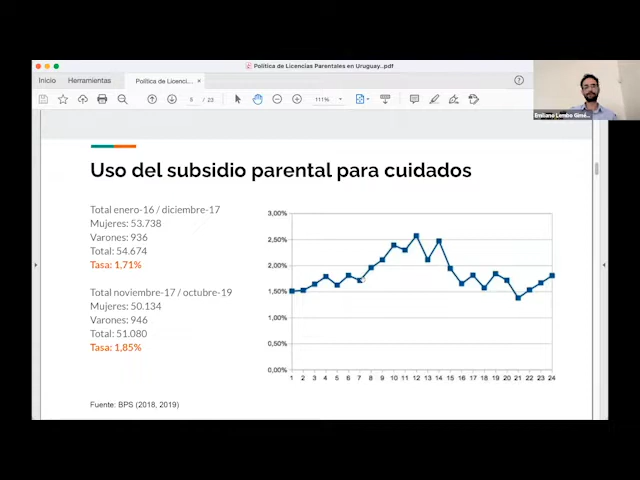 Política de Licencias Parentales en Uruguay..pdf
Inicio
Herramientas
Política de Licenci...
×
?
5 / 23
111%
Emiliano Lembo Gimé...
Uso del subsidio parental para cuidados
Total enero-16 / diciembre-17
Mujeres: 53.738
Varones: 936
Total: 54.674
Tasa: 1,71%
Total noviembre-17 / octubre-19
Mujeres: 50.134
Varones: 946
Total: 51.080
Tasa: 1,85%
3,00%
2,50%
2,00%
1,50%
1,00%
0,50%
0,00%
1 2 3 4 5 6 7 8 9 10 11 12 13 14 15 16 17 18 19 20 21 22 23 24
Fuente: BPS (2018, 2019)